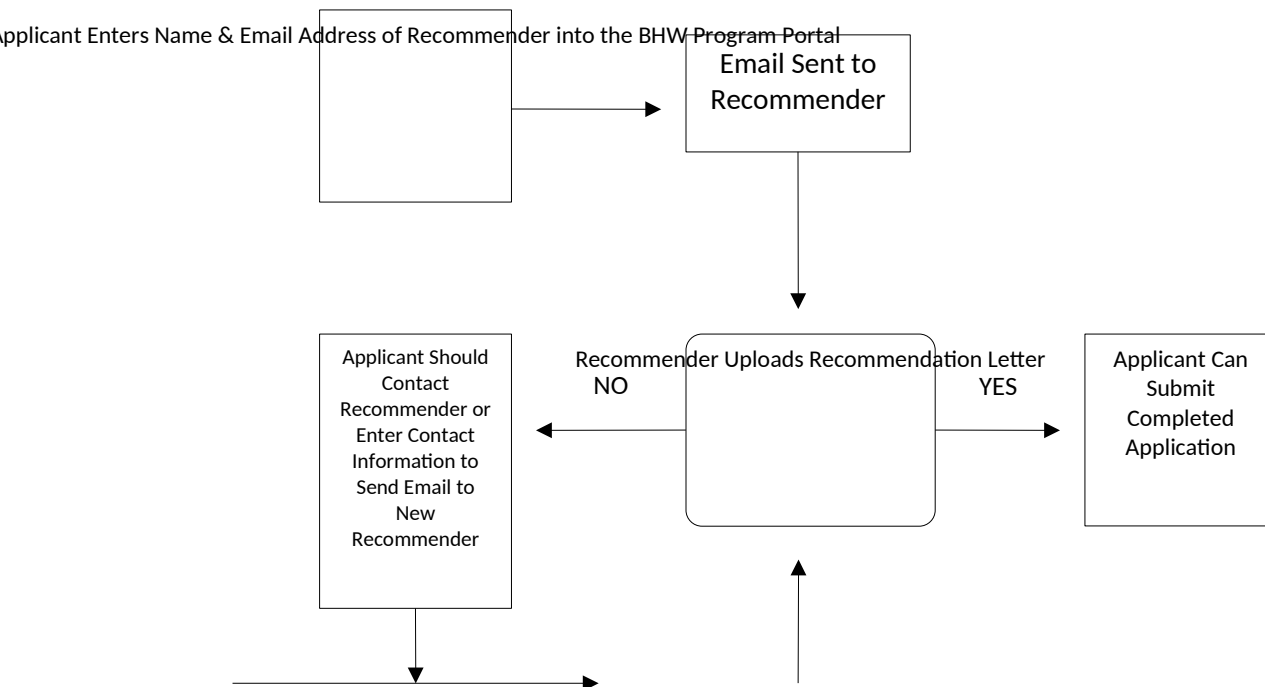 Applicant Enters Name & Email Address of Recommender into the BHW Program Portal
Email Sent to
Recommender
Applicant Should
Contact
Recommender or
Enter Contact
Information to
Send Email to
New
Recommender
Recommender Uploads Recommendation Letter
NO
YES
Applicant Can
Submit
Completed
Application